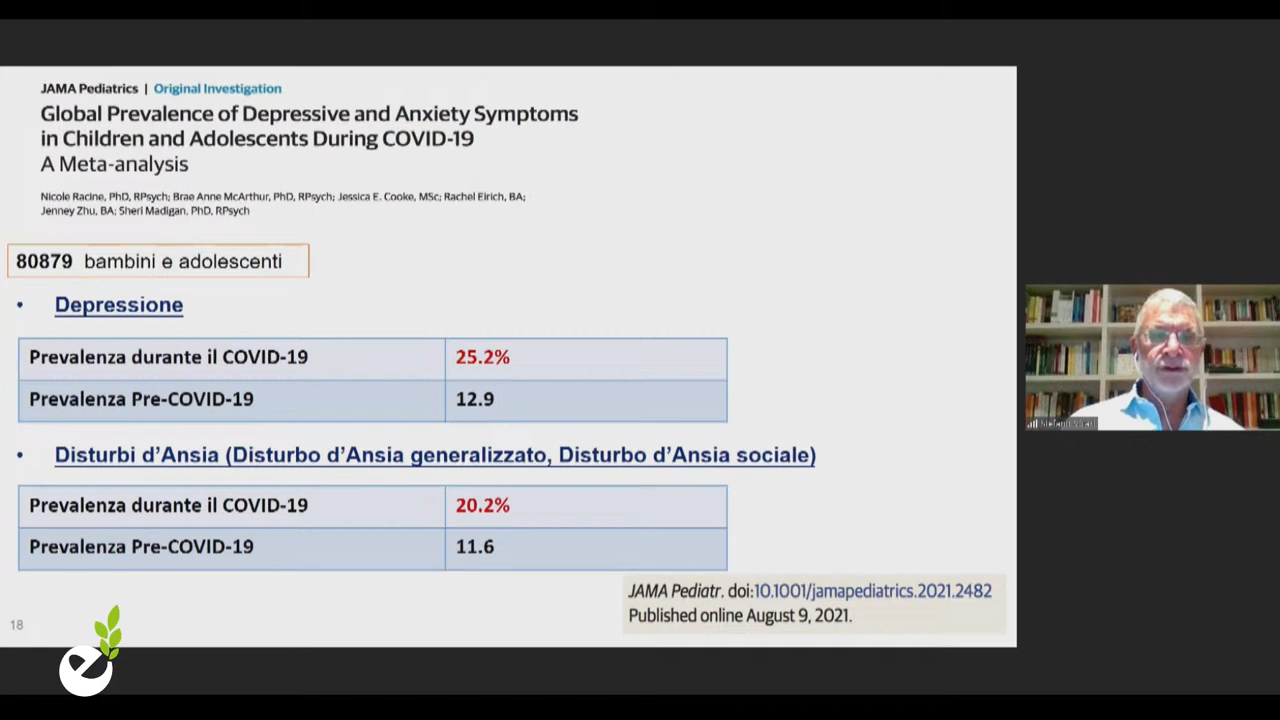 JAMA Pediatrics | Original Investigation
Global Prevalence of Depressive and Anxiety Symptoms
in Children and Adolescents During COVID-19
A Meta-analysis
Nicole Racine, PhD, RPsych; Brae Anne McArthur, PhD, RPsych; Jessica E. Cooke, MSc; Rachel Eirich, BA;
Jenney Zhu, BA; Sheri Madigan, PhD, RPsych
80879 bambini e adolescenti
• Depressione
Prevalenza durante il COVID-19 25.2%
Prevalenza Pre-COVID-19 12.9
• Disturbi d'Ansia (Disturbo d'Ansia generalizzato, Disturbo d'Ansia sociale)
Prevalenza durante il COVID-19 20.2%
Prevalenza Pre-COVID-19 11.6
JAMA Pediatr. doi:10.1001/jamapediatrics.2021.2482
Published online August 9, 2021.
18